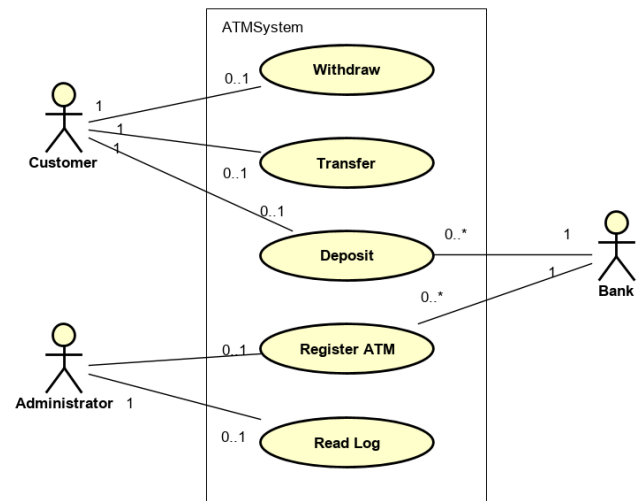 ATMSystem
Withdraw
0..1
1
Customer
1
Transfer
1
0..1
0..1
Deposit
0..*
1
1
Bank
0..*
Register ATM
0..1
Administrator
1
Read Log
0..1